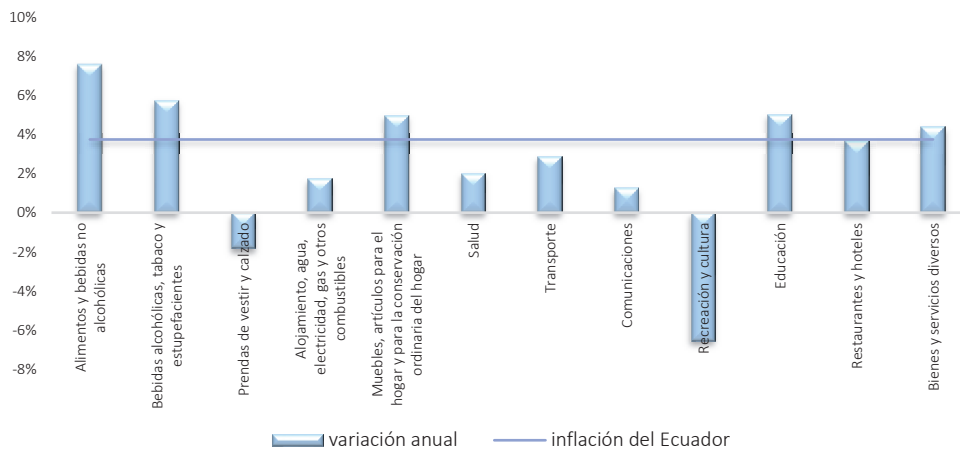 10%
8%
6%
4%
2%
0%
-2%
-4%
-6%
-8%
Alimentos y bebidas no
alcohólicas
Bebidas alcohólicas, tabaco y
estupefacientes
Prendas de vestir y calzado
Alojamiento, agua,
electricidad, gas y otros
combustibles
Muebles, artículos para el
hogar y para la conservación
ordinaria del hogar
Salud
Transporte
Comunicaciones
Recreación y cultura
Educación
Restaurantes y hoteles
Bienes y servicios diversos
variación anual
inflación del Ecuador